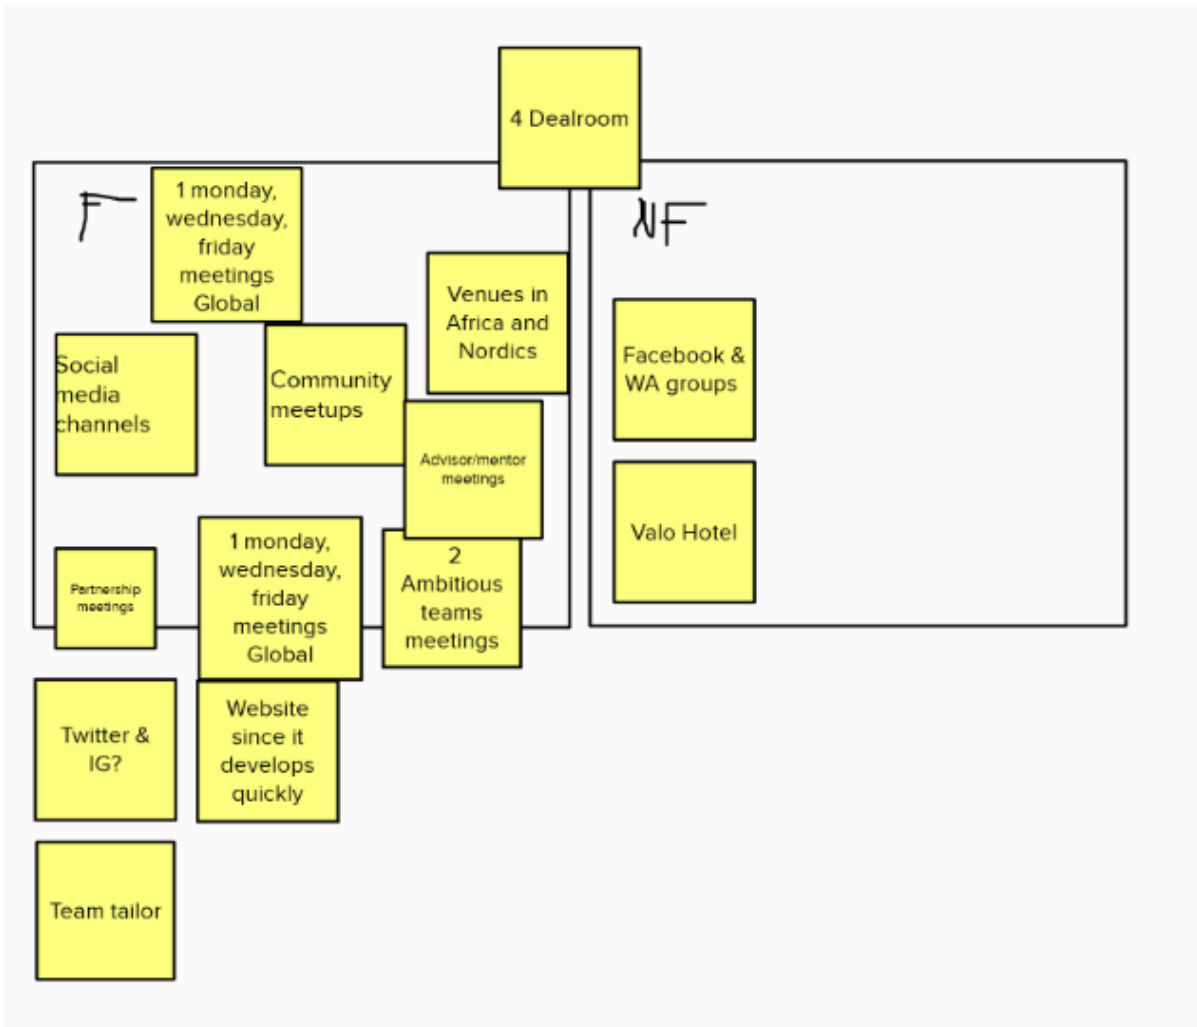 4 Dealroom
F
1 monday,
wednesday,
friday
meetings
Global
NF
Venues in
Africa and
Nordics
Social
media
channels
Community
meetups
Facebook &
WA groups
Advisor/mentor
meetings
Valo Hotel
Partnership
meetings
1 monday,
wednesday,
friday
meetings
Global
2
Ambitious
teams
meetings
Twitter &
IG?
Website
since it
develops
quickly
Team tailor